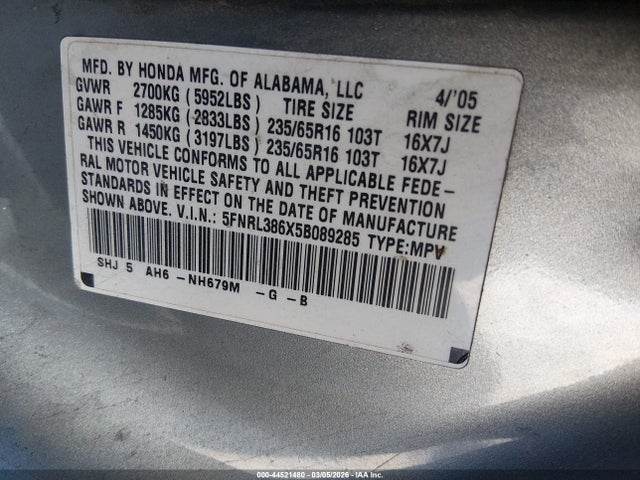 MFD. BY HONDA MFG. OF ALABAMA, LLC 4/'05
GVWR 2700KG (5952LBS) TIRE SIZE RIM SIZE
GAWR F 1285KG (2833LBS) 235/65R16 103T 16X7J
GAWR R 1450KG (3197LBS) 235/65R16 103T 16X7J
THIS VEHICLE CONFORMS TO ALL APPLICABLE FEDE-
RAL MOTOR VEHICLE SAFETY AND THEFT PREVENTION
STANDARDS IN EFFECT ON THE DATE OF MANUFACTURE
SHOWN ABOVE. V.I.N.: 5FNRL386X5B089285 TYPE:MPV
SHJ 5 AH6 -NH679M -G -B
000-44521480 - 03/05/2026 - IAA Inc.